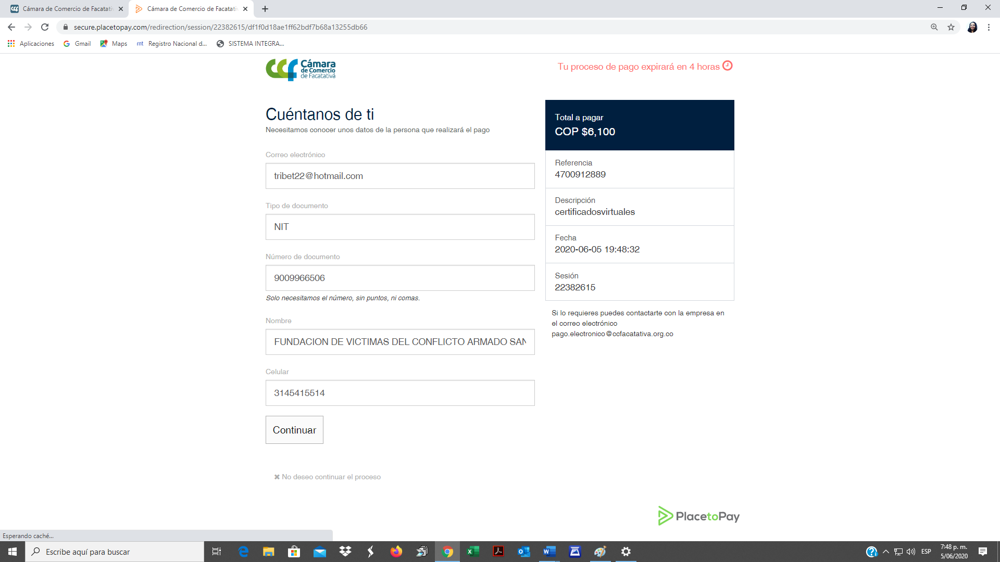 Cámara de Comercio de Facatati
Cámara de Comercio de Facatati
secure.placetopay.com/redirection/session/22382615/df1f0d18ae1ff62bdf7b68a13255db66
Aplicaciones
Gmail
Maps
rnt Registro Nacional d...
SISTEMA INTEGRA...
ccf Cámara
de Comercio
de Facatativá
Tu proceso de pago expirará en 4 horas
Cuéntanos de ti
Necesitamos conocer unos datos de la persona que realizará el pago
Correo electrónico
tribet22@hotmail.com
Tipo de documento
NIT
Número de documento
9009966506
Solo necesitamos el número, sin puntos, ni comas.
Nombre
FUNDACION DE VICTIMAS DEL CONFLICTO ARMADO SAN
Celular
3145415514
Continuar
✖ No deseo continuar el proceso
Total a pagar
COP $6,100
Referencia
4700912889
Descripción
certificadosvirtuales
Fecha
2020-06-05 19:48:32
Sesión
22382615
Si lo requieres puedes contactarte con la empresa en
el correo electrónico
pago.electronico@ccfacatativa.org.co
PlacetoPay
Esperando caché...
Escribe aquí para buscar
ESP
7:48 p. m.
5/06/2020